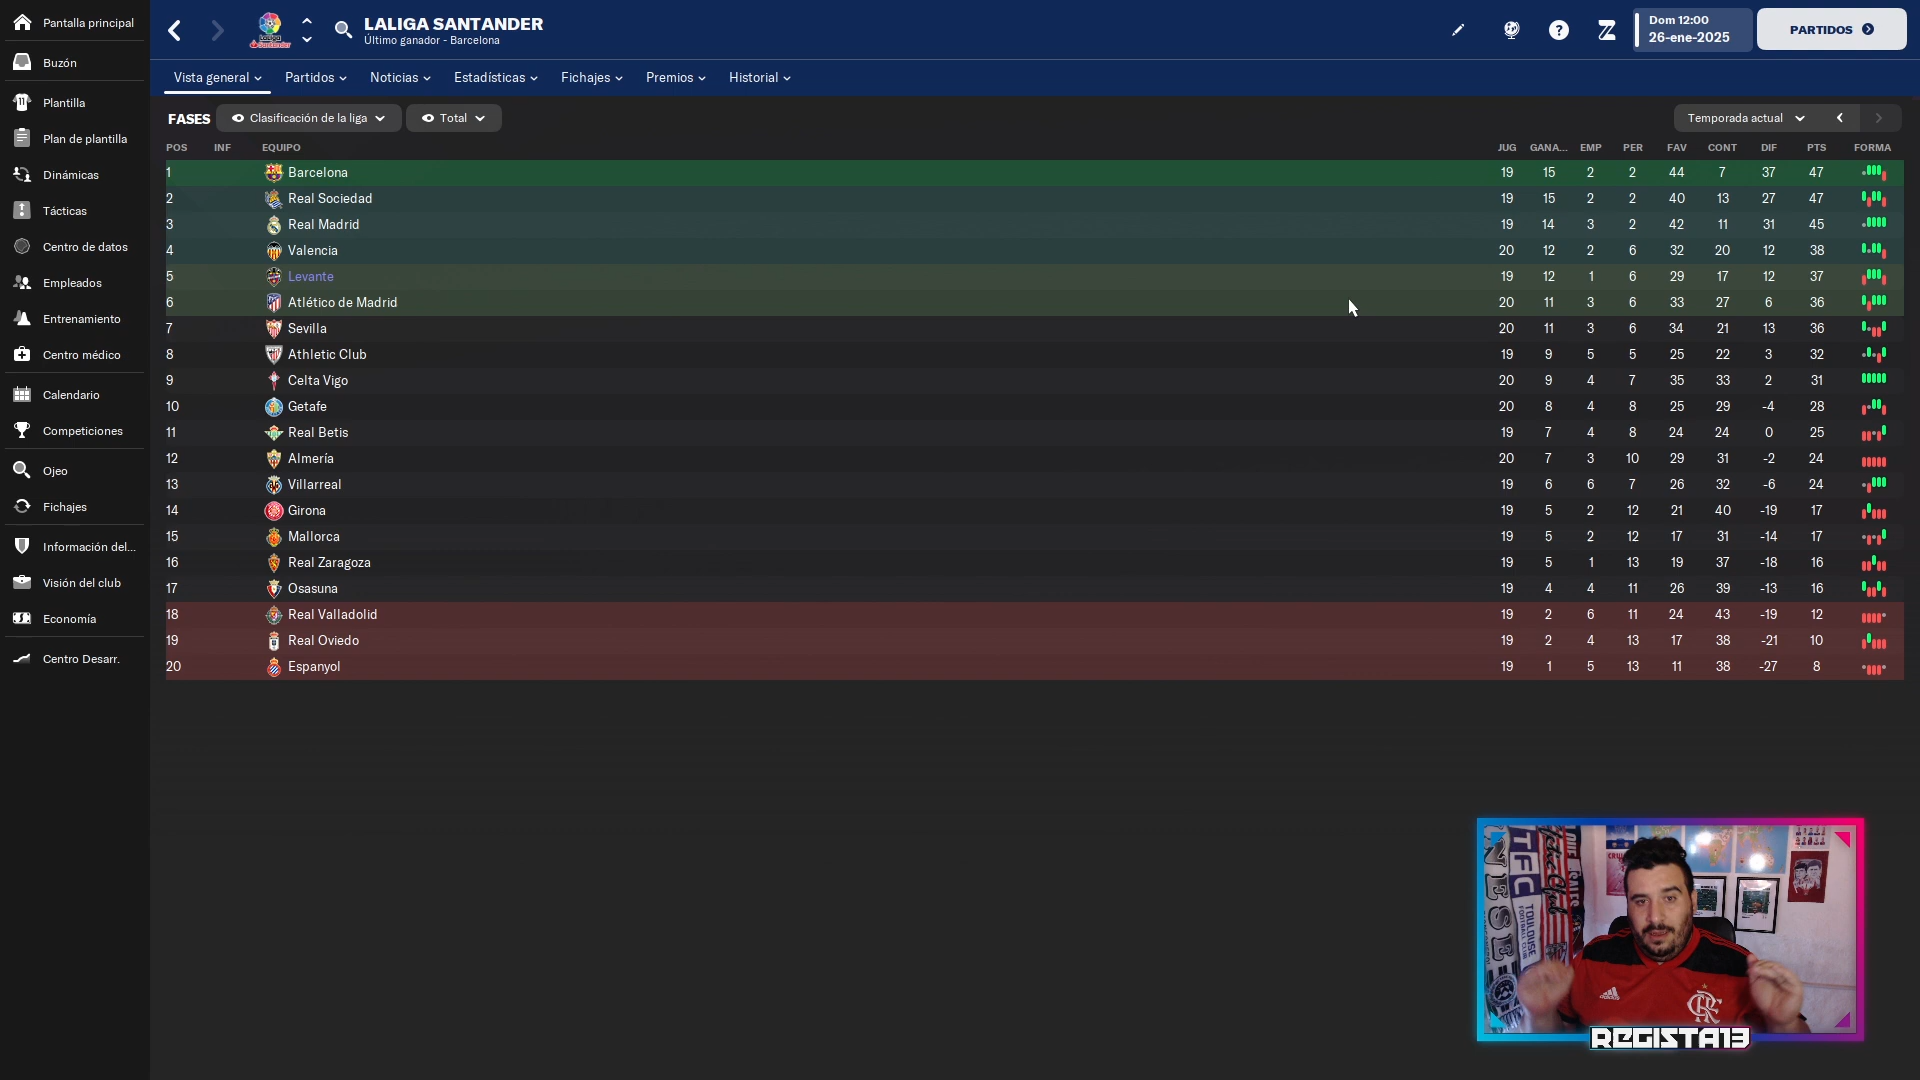 Pantalla principal
Buzón
Plantilla
Plan de plantilla
Dinámicas
Tácticas
Centro de datos
Empleados
Entrenamiento
Centro médico
Calendario
Competiciones
Ojeo
Fichajes
Información del...
Visión del club
Economía
Centro Desarr.
LALIGA SANTANDER
Último ganador - Barcelona
Dom 12:00
26-ene-2025
PARTIDOS
Vista general Partidos Noticias Estadísticas Fichajes Premios Historial
FASES Clasificación de la liga Total Temporada actual
POS INF EQUIPO JUG GANA... EMP PER FAV CONT DIF PTS FORMA
1 Barcelona 19 15 2 2 44 7 37 47
2 Real Sociedad 19 15 2 2 40 13 27 47
3 Real Madrid 19 14 3 2 42 11 31 45
4 Valencia 20 12 2 6 32 20 12 38
5 Levante 19 12 1 6 29 17 12 37
6 Atlético de Madrid 20 11 3 6 33 27 6 36
7 Sevilla 20 11 3 6 34 21 13 36
8 Athletic Club 19 9 5 5 25 22 3 32
9 Celta Vigo 20 9 4 7 35 33 2 31
10 Getafe 20 8 4 8 25 29 -4 28
11 Real Betis 19 7 4 8 24 24 0 25
12 Almería 20 7 3 10 29 31 -2 24
13 Villarreal 19 6 6 7 26 32 -6 24
14 Girona 19 5 2 12 21 40 -19 17
15 Mallorca 19 5 2 12 17 31 -14 17
16 Real Zaragoza 19 5 1 13 19 37 -18 16
17 Osasuna 19 4 4 11 26 39 -13 16
18 Real Valladolid 19 2 6 11 24 43 -19 12
19 Real Oviedo 19 2 4 13 17 38 -21 10
20 Espanyol 19 1 5 13 11 38 -27 8
TFC
TOULOUSE
FOOTBALL CLUB
NESE
adidas
REGISTA13